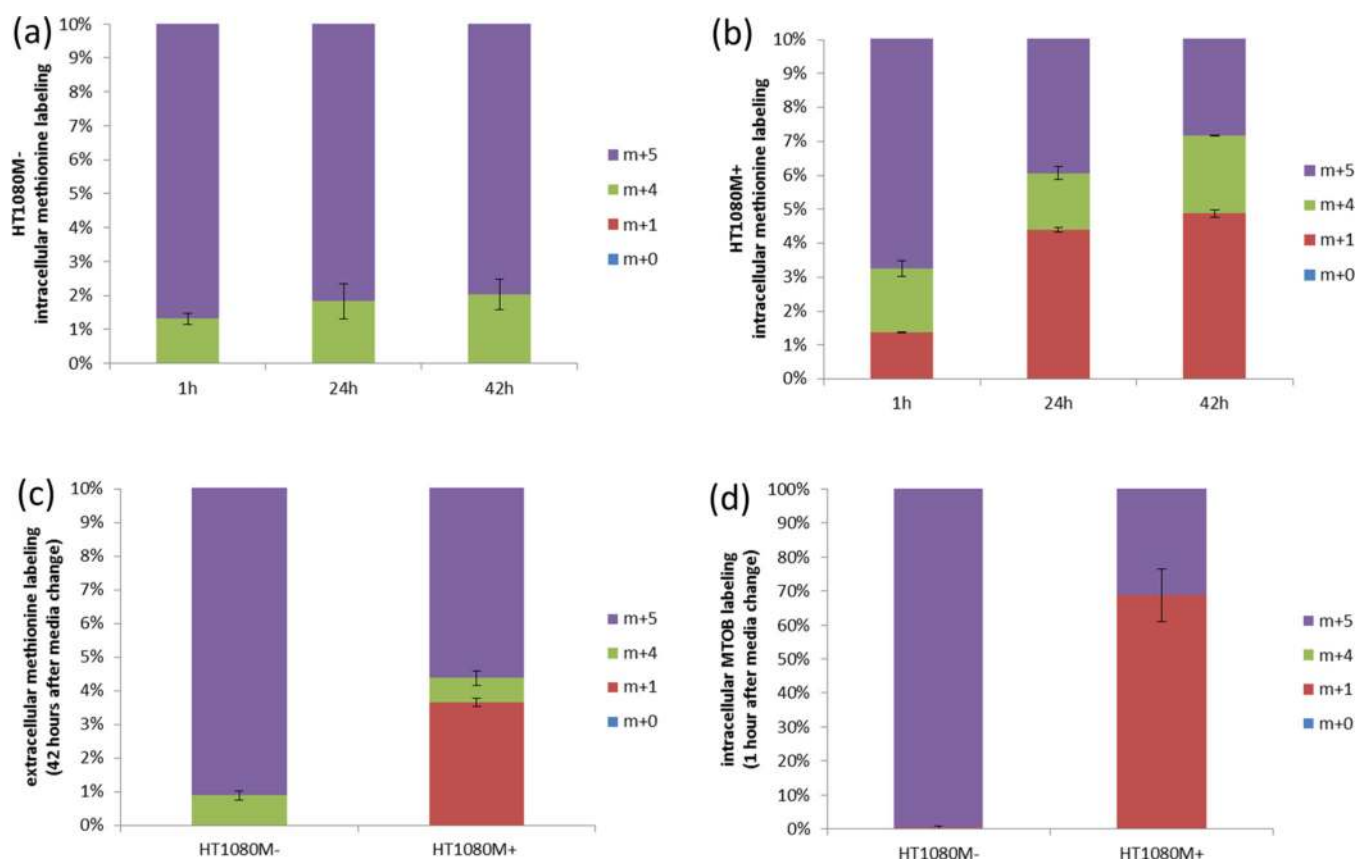 (a)
HT1080M-
intracellular methionine labeling
10%
9%
8%
7%
6%
5%
4%
3%
2%
1%
0%
1h 24h 42h
m+5
m+4
m+1
m+0
(b)
HT1080M+
intracellular methionine labeling
10%
9%
8%
7%
6%
5%
4%
3%
2%
1%
0%
1h 24h 42h
m+5
m+4
m+1
m+0
(c)
extracellular methionine labeling
(42 hours after media change)
10%
9%
8%
7%
6%
5%
4%
3%
2%
1%
0%
HT1080M- HT1080M+
m+5
m+4
m+1
m+0
(d)
intracellular MTOB labeling
(1 hour after media change)
100%
90%
80%
70%
60%
50%
40%
30%
20%
10%
0%
HT1080M- HT1080M+
m+5
m+4
m+1
m+0